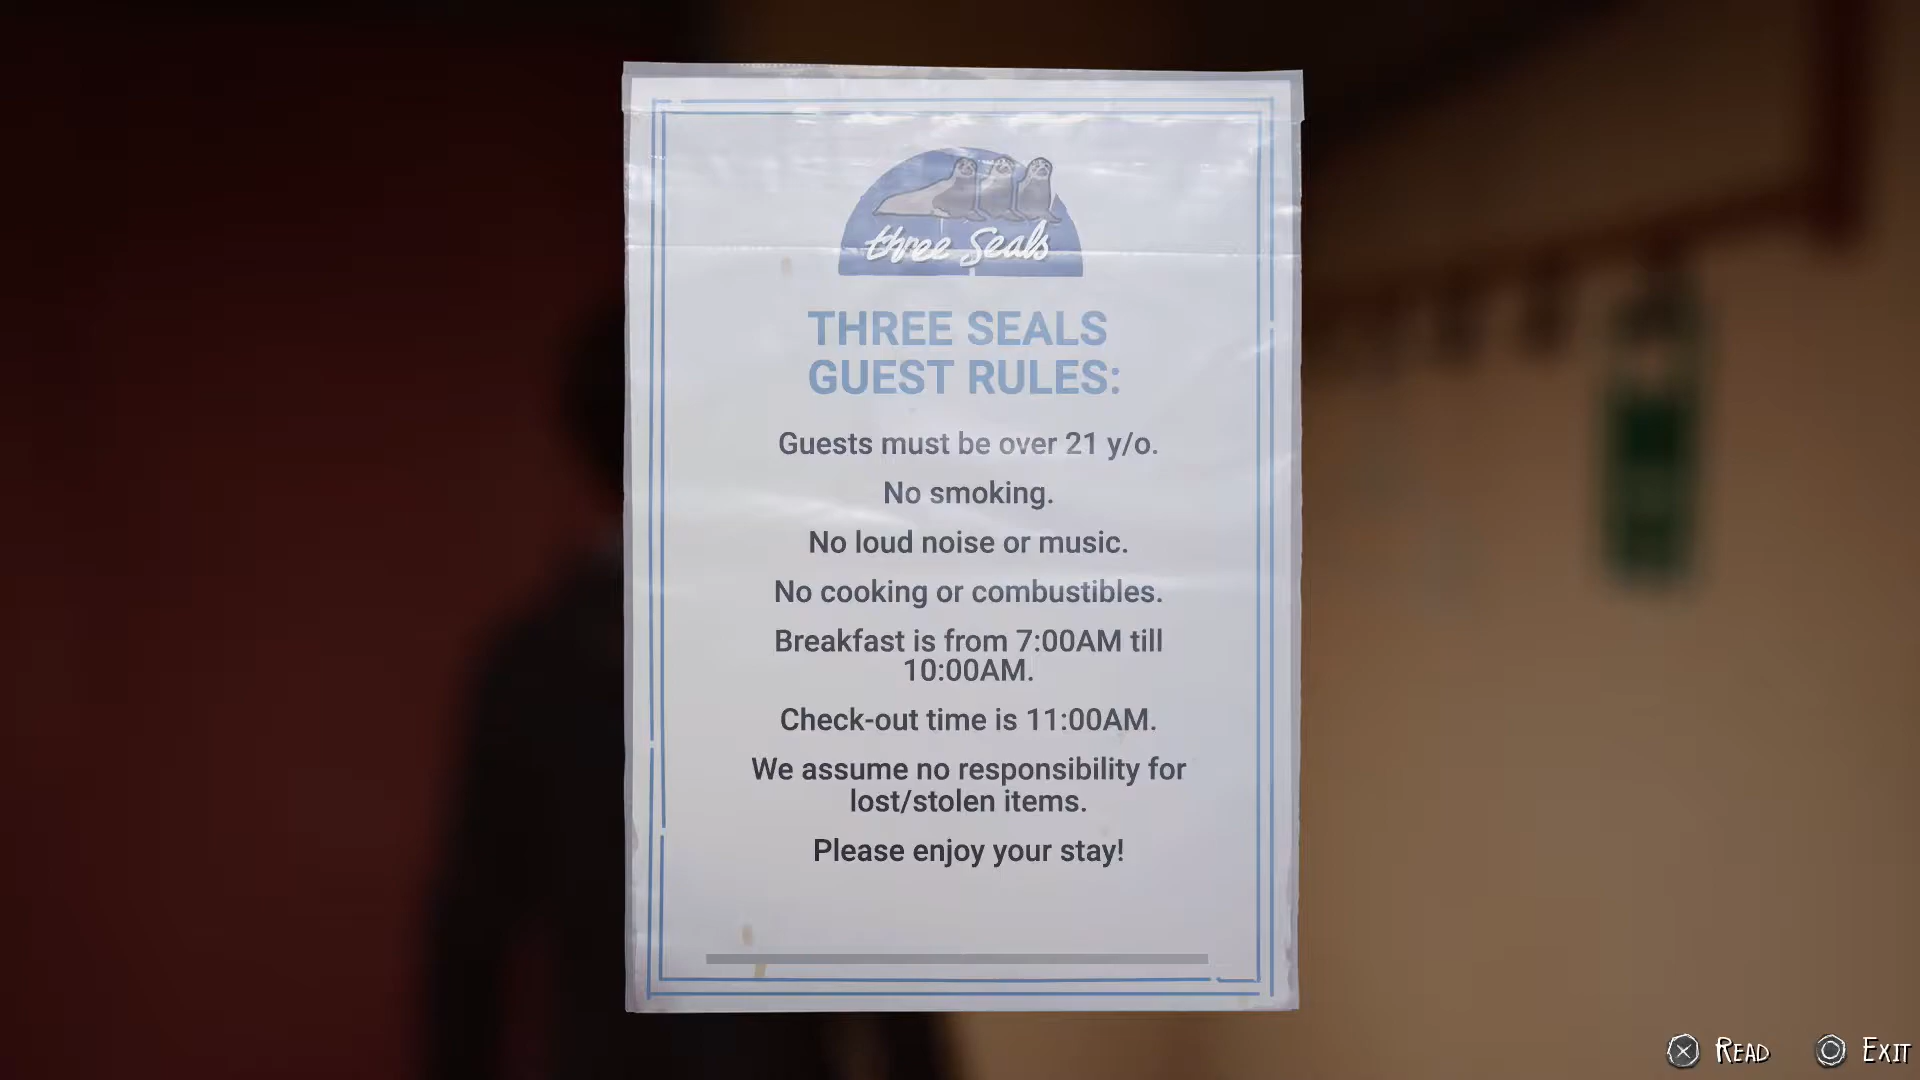 three Seals
THREE SEALS
GUEST RULES:
Guests must be over 21 y/o.
No smoking.
No loud noise or music.
No cooking or combustibles.
Breakfast is from 7:00AM till
10:00AM.
Check-out time is 11:00AM.
We assume no responsibility for
lost/stolen items.
Please enjoy your stay!
READ
EXIT